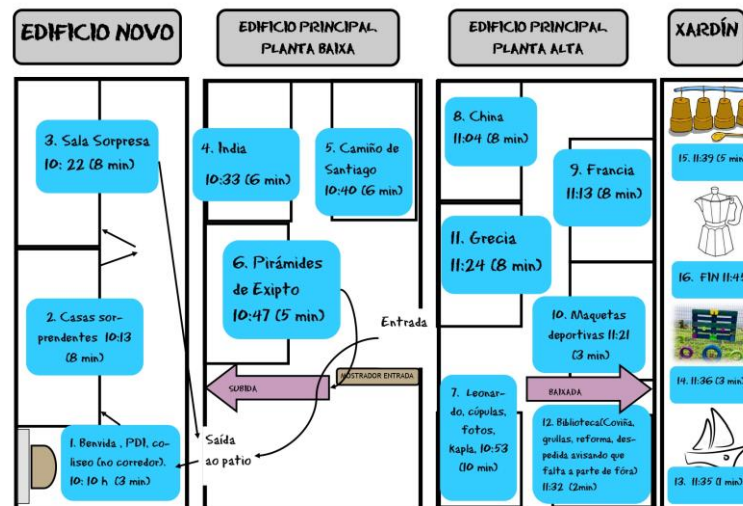 EDIFICIO NOVO
EDIFICIO PRINCIPAL
PLANTA BAIXA
EDIFICIO PRINCIPAL
PLANTA ALTA
XARDÍN
3. Sala Sorpresa
10: 22 (8 min)
2. Casas sor-
prendentes 10:13
(8 min)
1. Benvida , PDI, co-
liseo (no corredor).
10: 10 h (3 min)
4. India
10:33 (6 min)
5. Camiño de
Santiago
10:40 (6 min)
6. Pirámides
de Exipto
10:47 (5 min)
Entrada
SUBIDA
MOSTRADOR ENTRADA
Saída
ao patio
8. China
11:04 (8 min)
9. Francia
11:13 (8 min)
11. Grecia
11:24 (8 min)
10. Maquetas
deportivas 11:21
(3 min)
BAIXADA
7. Leonar-
do, cúpulas,
fotos,
kapla, 10:53
(10 min)
12. Biblioteca(Coviña,
grullas, reforma, des-
pedida avisando que
falta a parte de fóra)
11:32 (2min)
15. 11:39 (5 min)
16. FIN 11:45
14. 11:36 (3 min)
13. 11:35 (1 min)